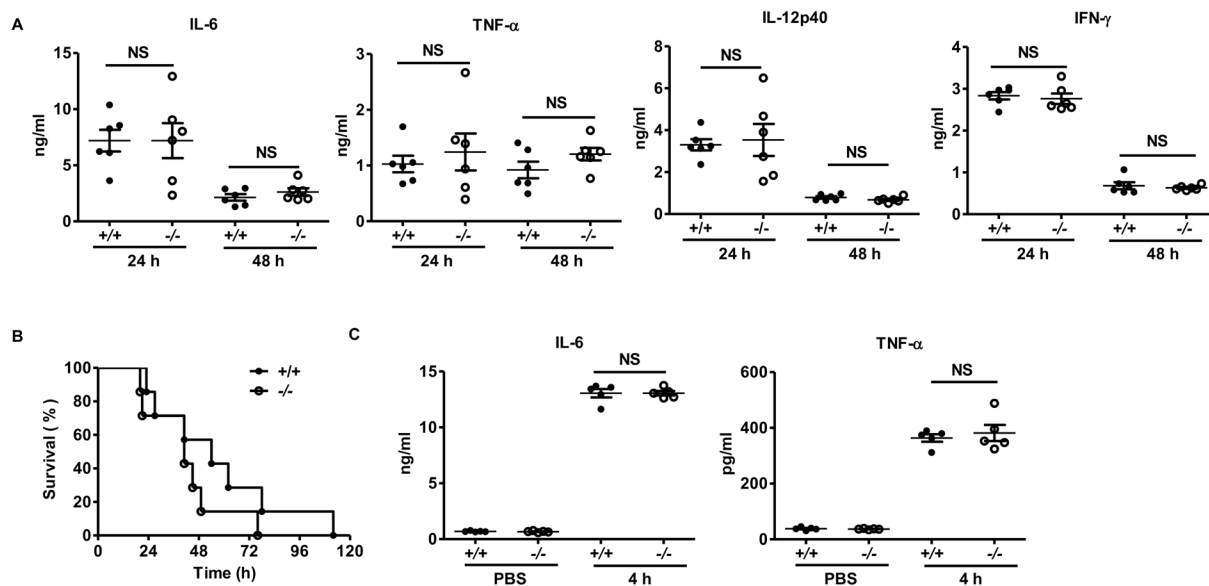 A
IL-6
TNF-α
IL-12p40
IFN-γ
ng/ml
15
10
5
0
NS
NS
+/+
-/-
+/+
-/-
24 h
48 h
ng/ml
3
2
1
0
NS
NS
+/+
-/-
+/+
-/-
24 h
48 h
ng/ml
8
6
4
2
0
NS
NS
+/+
-/-
+/+
-/-
24 h
48 h
ng/ml
4
3
2
1
0
NS
NS
+/+
-/-
+/+
-/-
24 h
48 h
B
Survival ( % )
100
80
60
40
20
0
+/+
-/-
0
24
48
72
96
120
Time (h)
C
IL-6
ng/ml
15
10
5
0
NS
+/+
-/-
+/+
-/-
PBS
4 h
TNF-α
pg/ml
600
400
200
0
NS
+/+
-/-
+/+
-/-
PBS
4 h